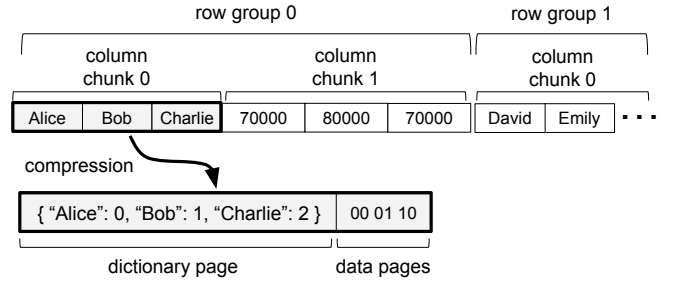 row group 0 row group 1
column chunk 0
column chunk 1
column chunk 0
Alice Bob Charlie 70000 80000 70000 David Emily ...
compression
{ “Alice”: 0, “Bob”: 1, “Charlie”: 2 } 00 01 10
dictionary page data pages